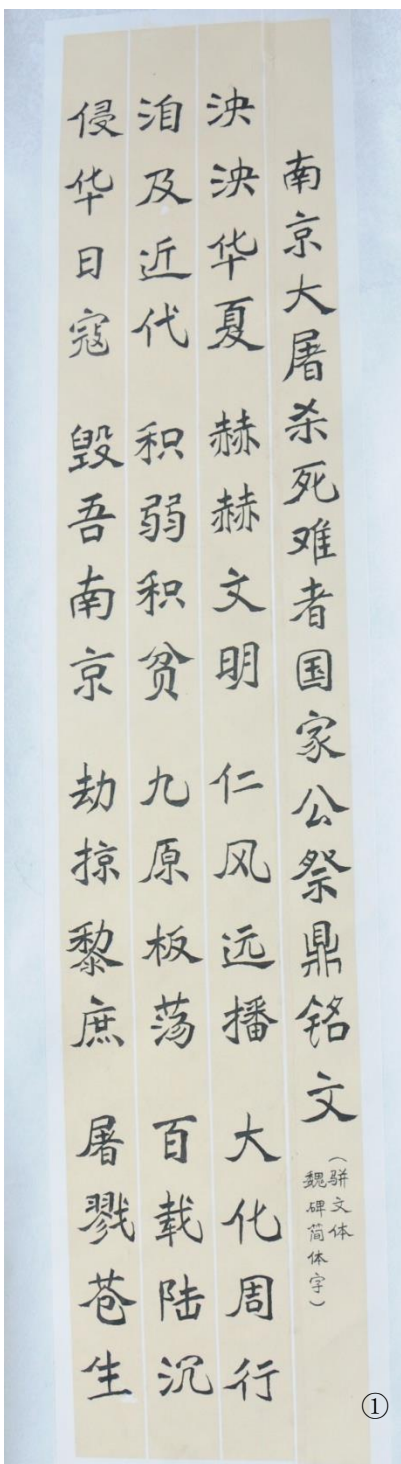 南京大屠杀死难者国家公祭鼎铭文
（骈文体
魏碑简体字）
泱泱华夏 赫赫文明 仁风远播 大化周行
洎及近代 积弱积贫 九原板荡 百载陆沉
侵华日寇 毁吾南京 劫掠黎庶 屠戮苍生
①